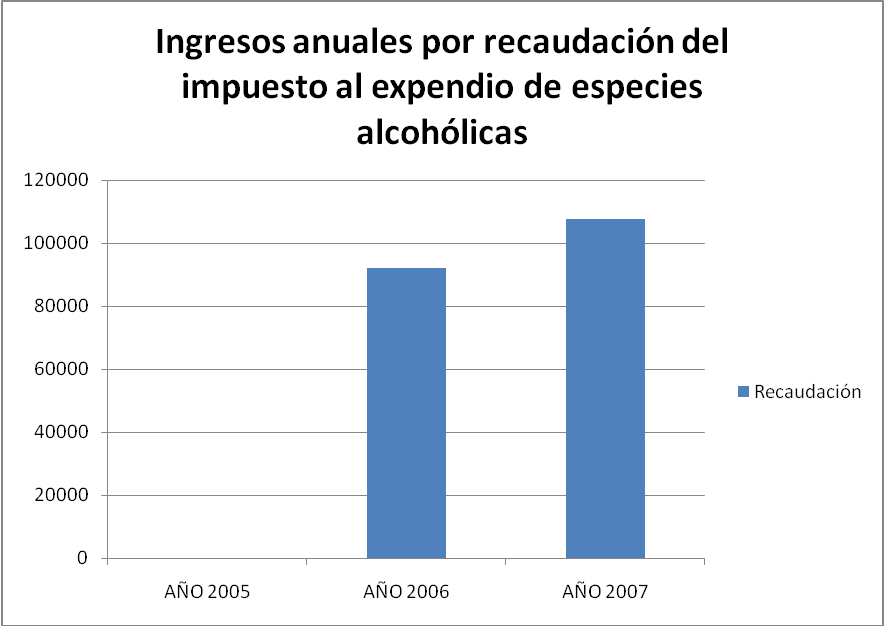 Ingresos anuales por recaudación del
impuesto al expendio de especies
alcohólicas
120000
100000
80000
60000
40000
20000
0
AÑO 2005
AÑO 2006
AÑO 2007
Recaudación